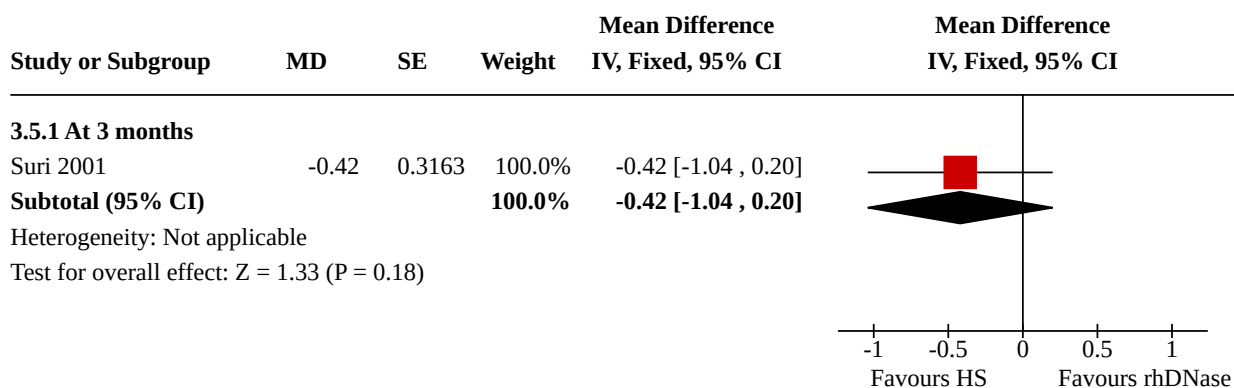 Mean Difference Mean Difference
Study or Subgroup MD SE Weight IV, Fixed, 95% CI IV, Fixed, 95% CI
3.5.1 At 3 months
Suri 2001 -0.42 0.3163 100.0% -0.42 [-1.04 , 0.20]
Subtotal (95% CI) 100.0% -0.42 [-1.04 , 0.20]
Heterogeneity: Not applicable
Test for overall effect: Z = 1.33 (P = 0.18)
-1 -0.5 0 0.5 1
Favours HS Favours rhDNase